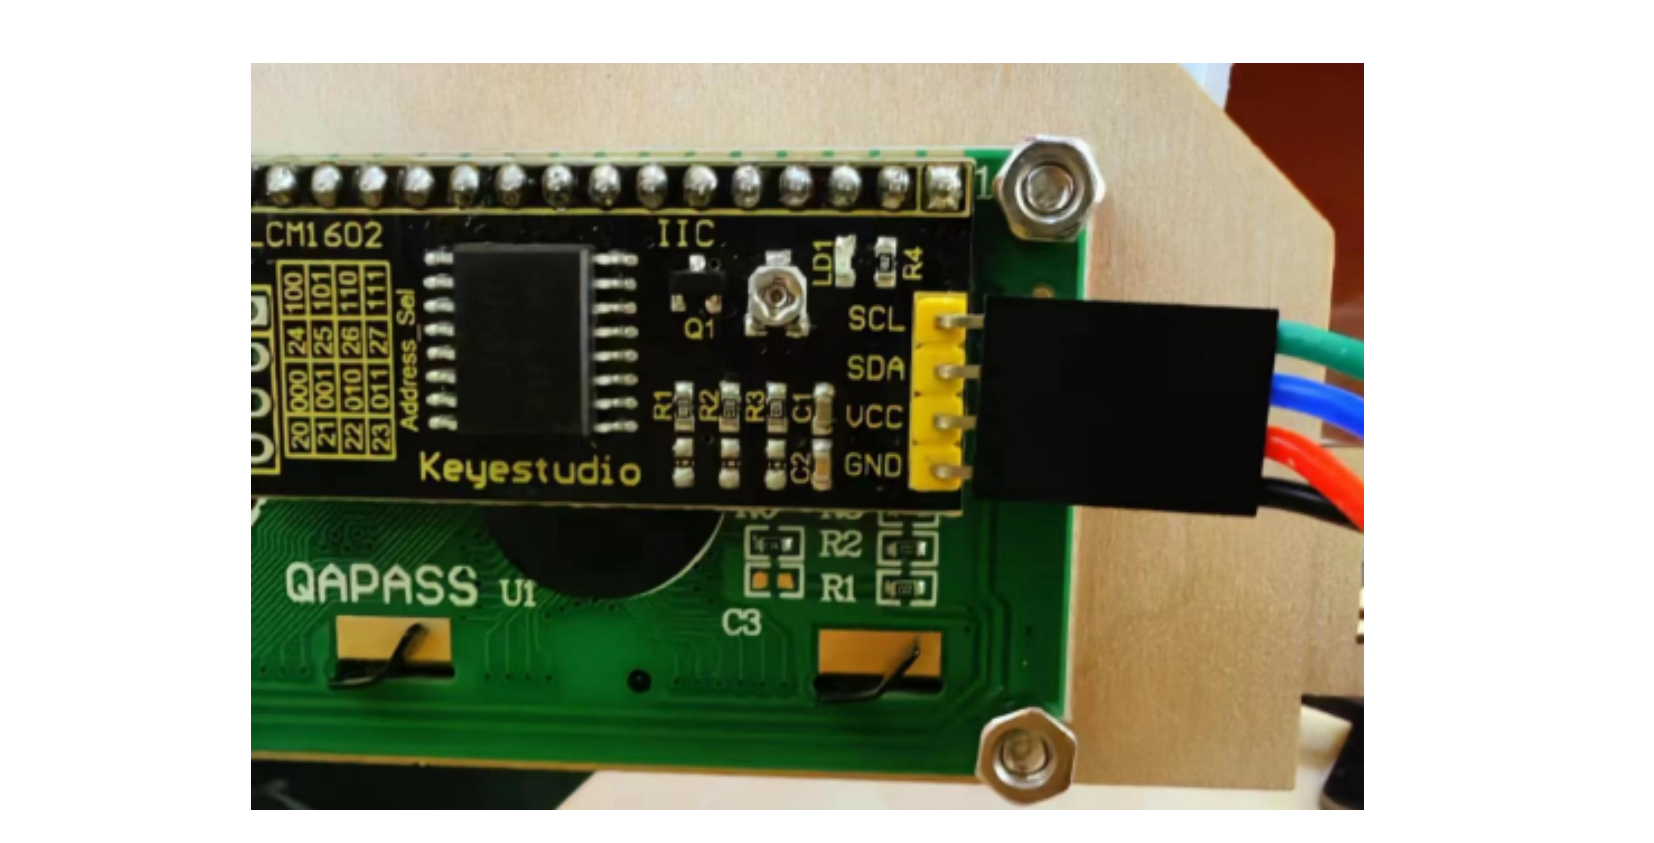 1
LCM1602
IIC
LD1
R4
100 101 110 111
24 25 26 27
000 001 010 011
20 21 22 23
Address_Sel
Q1
SCL
SDA
VCC
GND
R1
R2
R3
C1
C2
Keyestudio
R2
R1
QAPASS
U1
C3